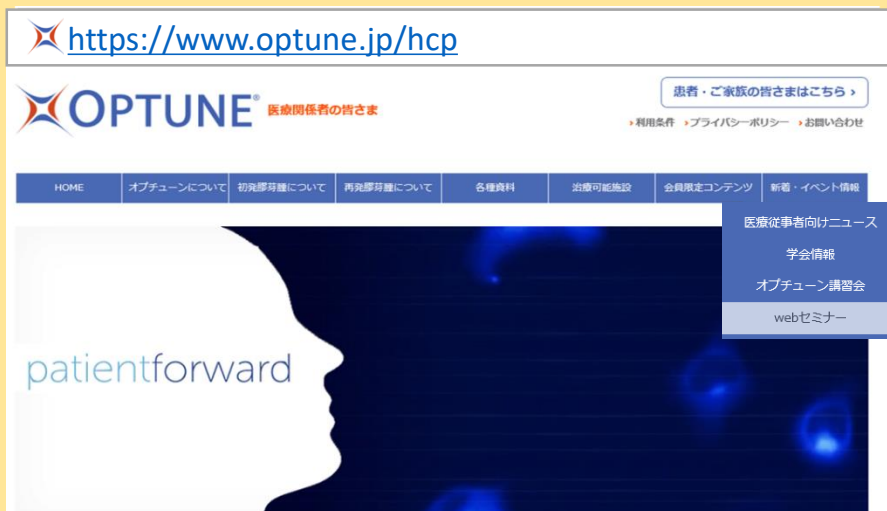 https://www.optune.jp/hcp
OPTUNE® 医療関係者の皆さま
患者・ご家族の皆さまはこちら ›
›利用条件 ›プライバシーポリシー ›お問い合わせ
HOME オプチューンについて 初発膠芽腫について 再発膠芽腫について 各種資料 治療可能施設 会員限定コンテンツ 新着・イベント情報
医療従事者向けニュース
学会情報
オプチューン講習会
webセミナー
patientforward